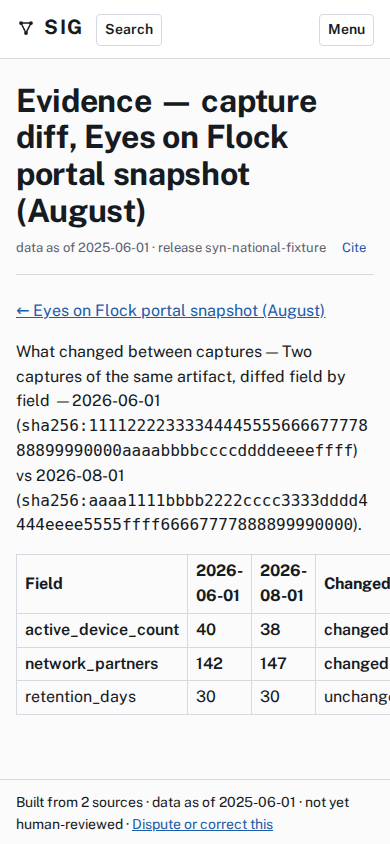 SIG Search Menu
Evidence — capture
diff, Eyes on Flock
portal snapshot
(August)
data as of 2025-06-01 · release syn-national-fixture Cite
← Eyes on Flock portal snapshot (August)
What changed between captures — Two
captures of the same artifact, diffed field by
field — 2026-06-01
(sha256:11112222333344445555666677778
88899990000aaaabbbbccccddddeeeeffff)
vs 2026-08-01
(sha256:aaaa1111bbbb2222cccc3333dddd4
444eeee5555ffff66667777888899990000).
Field 2026-06-01 2026-08-01 Changed
active_device_count 40 38 changed
network_partners 142 147 changed
retention_days 30 30 unchang
Built from 2 sources · data as of 2025-06-01 · not yet
human-reviewed · Dispute or correct this